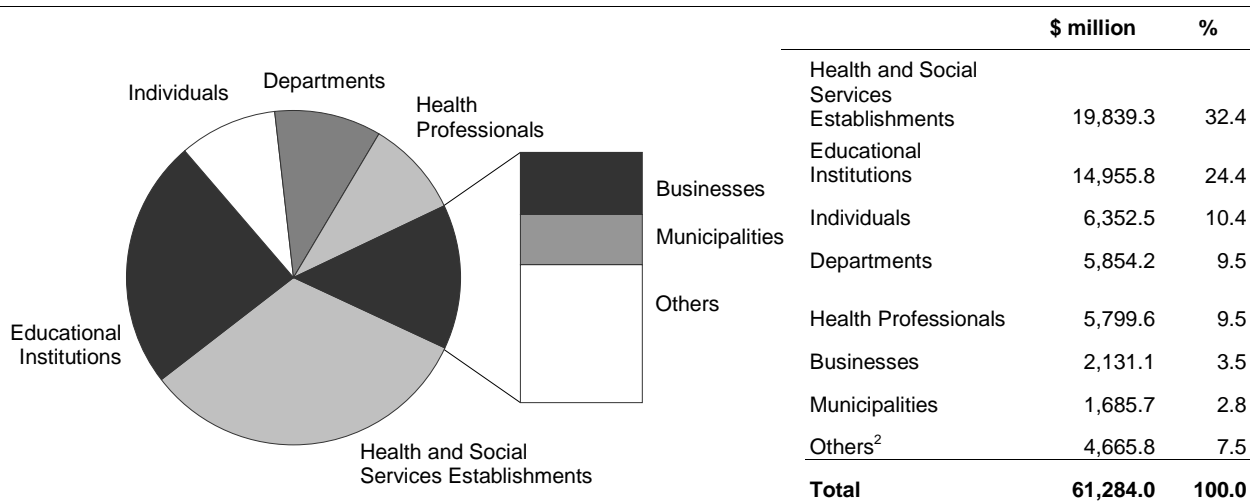 Individuals
Departments
Health
Professionals
Businesses
Municipalities
Others
Educational
Institutions
Health and Social
Services Establishments
$ million %
Health and Social
Services
Establishments 19,839.3 32.4
Educational
Institutions 14,955.8 24.4
Individuals 6,352.5 10.4
Departments 5,854.2 9.5
Health Professionals 5,799.6 9.5
Businesses 2,131.1 3.5
Municipalities 1,685.7 2.8
Others² 4,665.8 7.5
Total 61,284.0 100.0